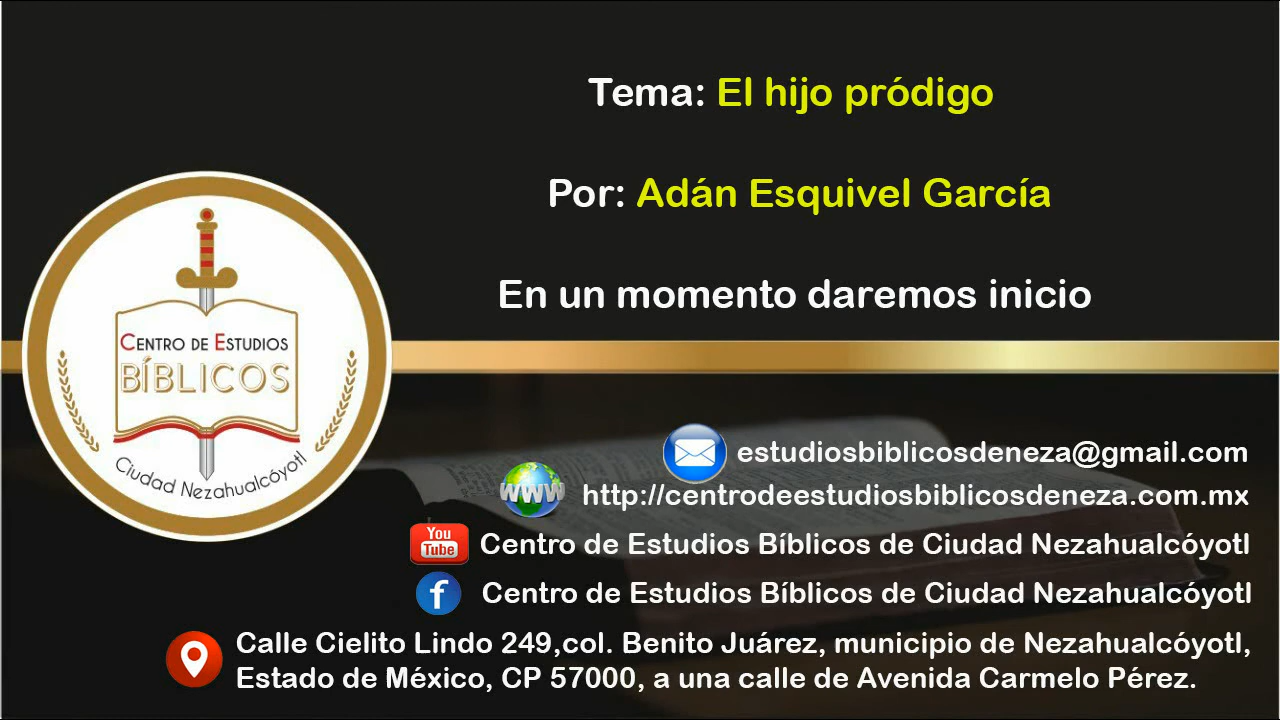 Tema: El hijo pródigo
Por: Adán Esquivel García
En un momento daremos inicio
CENTRO DE ESTUDIOS
BÍBLICOS
Ciudad Nezahualcóyotl
estudiosbiblicosdeneza@gmail.com
WWW
http://centrodeestudiosbiblicosdeneza.com.mx
You
Tube
Centro de Estudios Bíblicos de Ciudad Nezahualcóyotl
f
Centro de Estudios Bíblicos de Ciudad Nezahualcóyotl
Calle Cielito Lindo 249,col. Benito Juárez, municipio de Nezahualcóyotl,
Estado de México, CP 57000, a una calle de Avenida Carmelo Pérez.